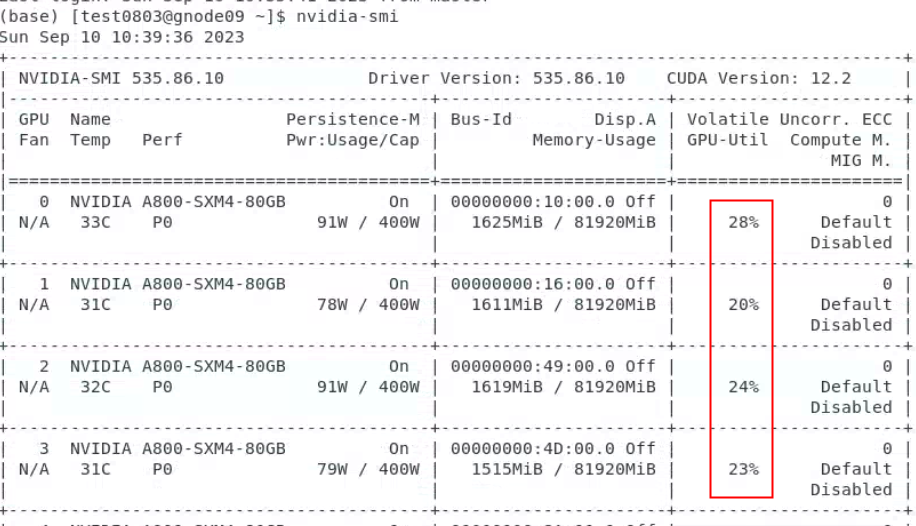 (base) [test0803@gnode09 ~]$ nvidia-smi
Sun Sep 10 10:39:36 2023
NVIDIA-SMI 535.86.10 Driver Version: 535.86.10 CUDA Version: 12.2
GPU Name Persistence-M | Bus-Id Disp.A | Volatile Uncorr. ECC
Fan Temp Perf Pwr:Usage/Cap | Memory-Usage | GPU-Util Compute M.
MIG M.
0 NVIDIA A800-SXM4-80GB On | 00000000:10:00.0 Off | 0
N/A 33C P0 91W / 400W | 1625MiB / 81920MiB | 28% Default
Disabled
1 NVIDIA A800-SXM4-80GB On | 00000000:16:00.0 Off | 0
N/A 31C P0 78W / 400W | 1611MiB / 81920MiB | 20% Default
Disabled
2 NVIDIA A800-SXM4-80GB On | 00000000:49:00.0 Off | 0
N/A 32C P0 91W / 400W | 1619MiB / 81920MiB | 24% Default
Disabled
3 NVIDIA A800-SXM4-80GB On | 00000000:4D:00.0 Off | 0
N/A 31C P0 79W / 400W | 1515MiB / 81920MiB | 23% Default
Disabled